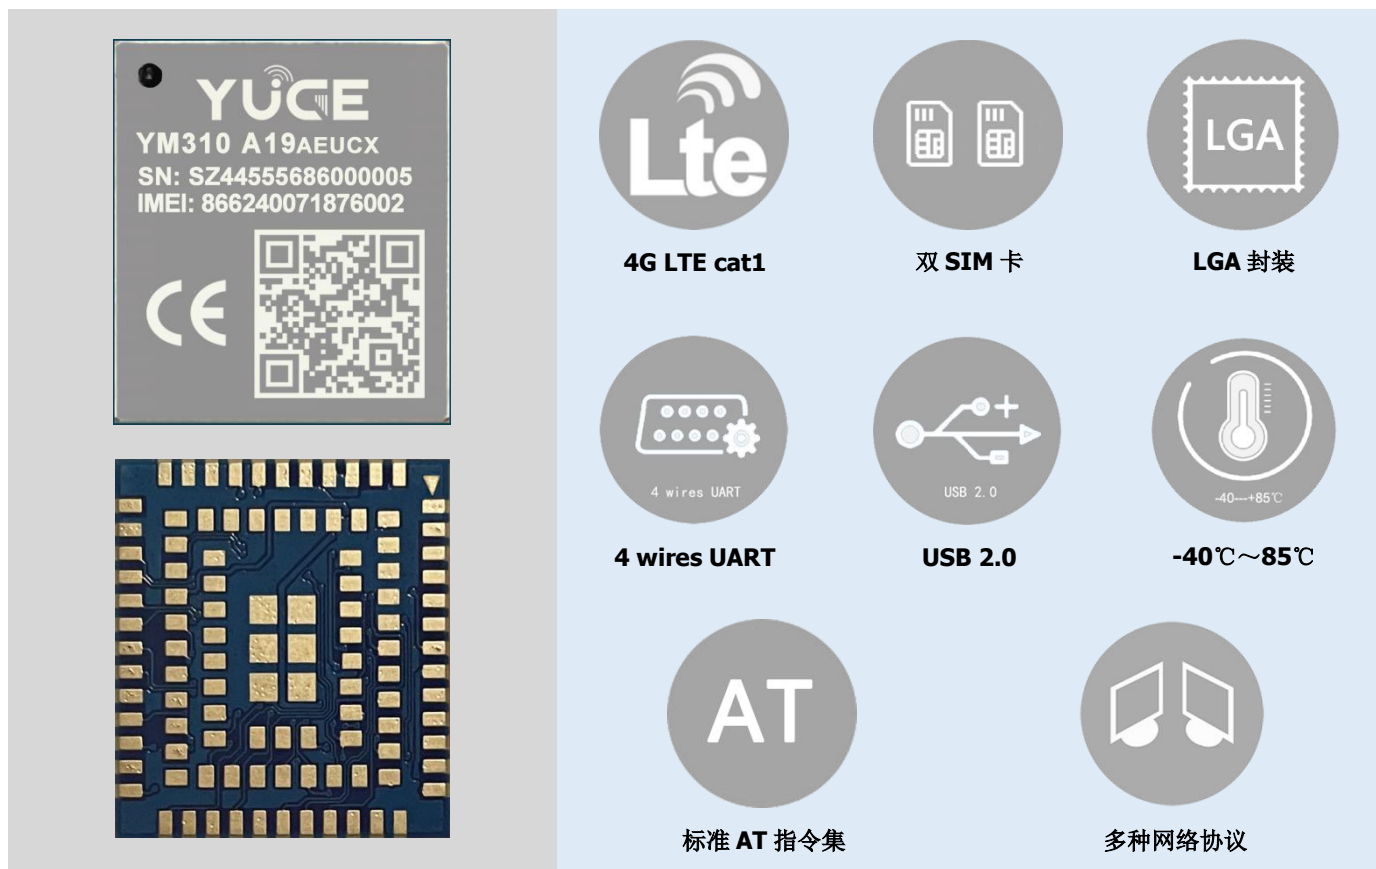 YUGE
YM310 A19AEUCX
SN: SZ44555686000005
IMEI: 866240071876002
CE
Lte
LGA
4G LTE cat1
双 SIM 卡
LGA 封装
4 wires UART
USB 2.0
-40---+85℃
4 wires UART
USB 2.0
-40℃～85℃
AT
标准 AT 指令集
多种网络协议